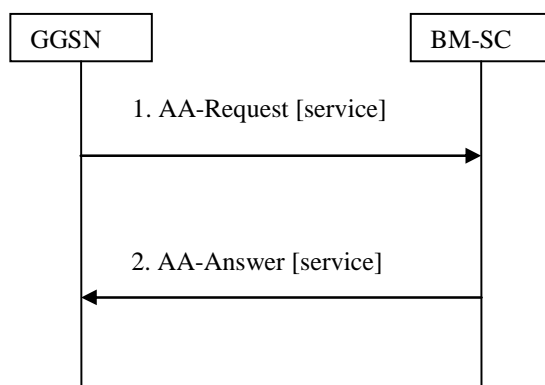 GGSN
BM-SC
1. AA-Request [service]
2. AA-Answer [service]